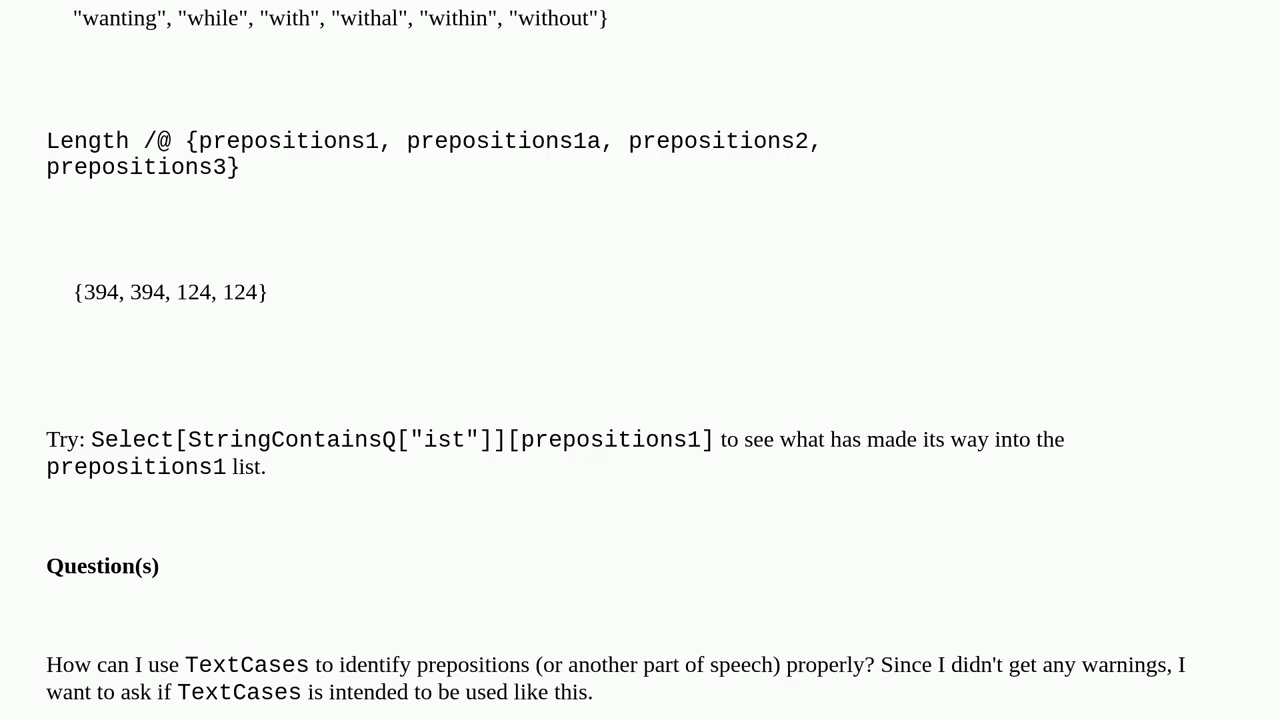 "wanting", "while", "with", "withal", "within", "without"}
Length /@ {prepositions1, prepositions1a, prepositions2,
prepositions3}
{394, 394, 124, 124}
Try: Select[StringContainsQ["ist"]][prepositions1] to see what has made its way into the
prepositions1 list.
Question(s)
How can I use TextCases to identify prepositions (or another part of speech) properly? Since I didn't get any warnings, I
want to ask if TextCases is intended to be used like this.